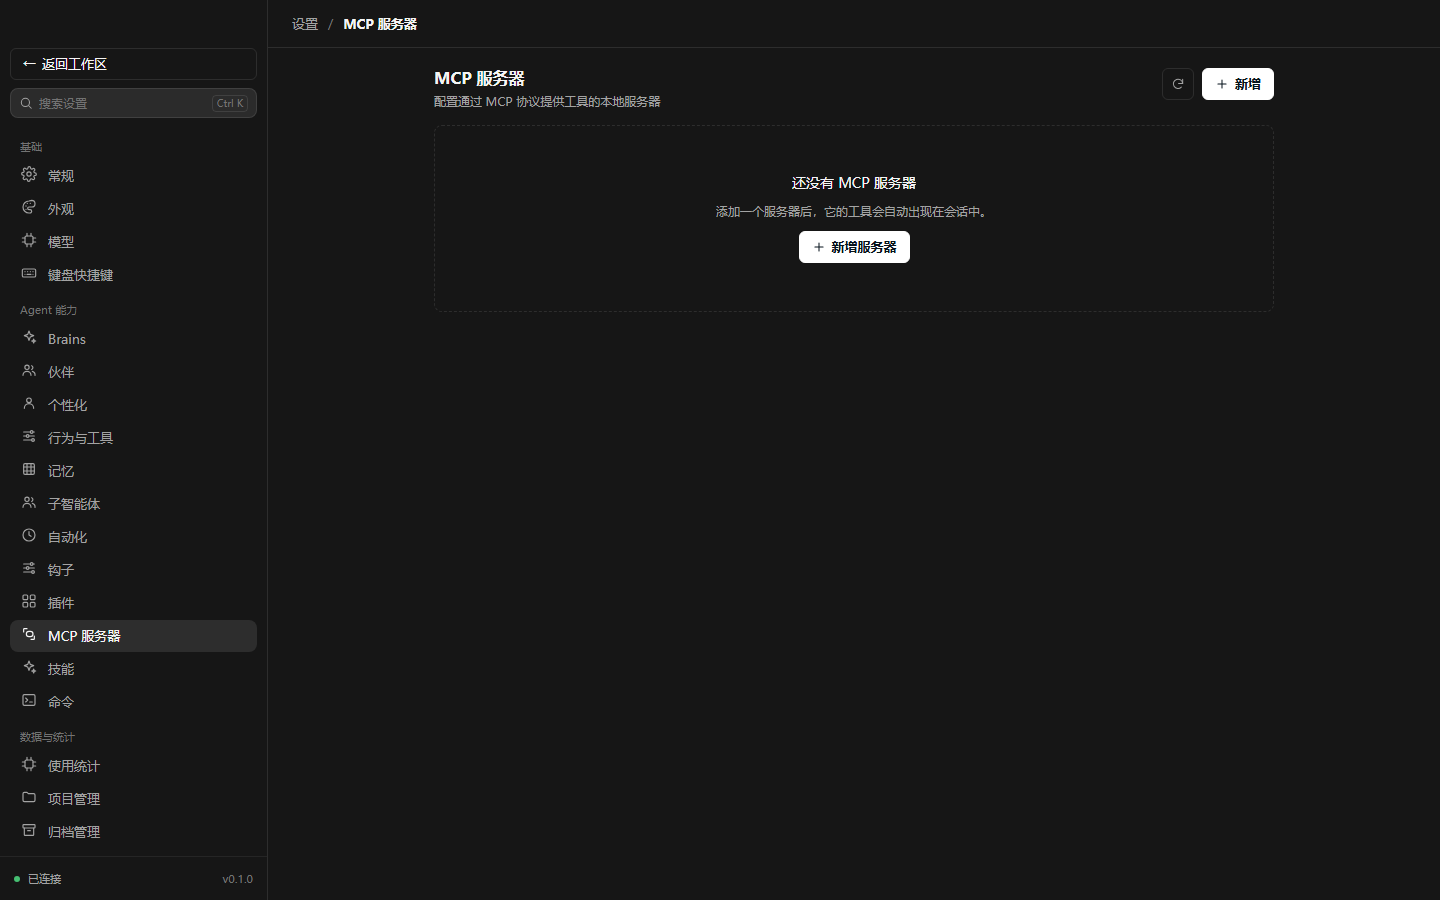 ← 返回工作区
搜索设置 Ctrl K
基础
常规
外观
模型
键盘快捷键
Agent 能力
Brains
伙伴
个性化
行为与工具
记忆
子智能体
自动化
钩子
插件
MCP 服务器
技能
命令
数据与统计
使用统计
项目管理
归档管理
已连接 v0.1.0
设置 / MCP 服务器
MCP 服务器
配置通过 MCP 协议提供工具的本地服务器
+ 新增
还没有 MCP 服务器
添加一个服务器后，它的工具会自动出现在会话中。
+ 新增服务器